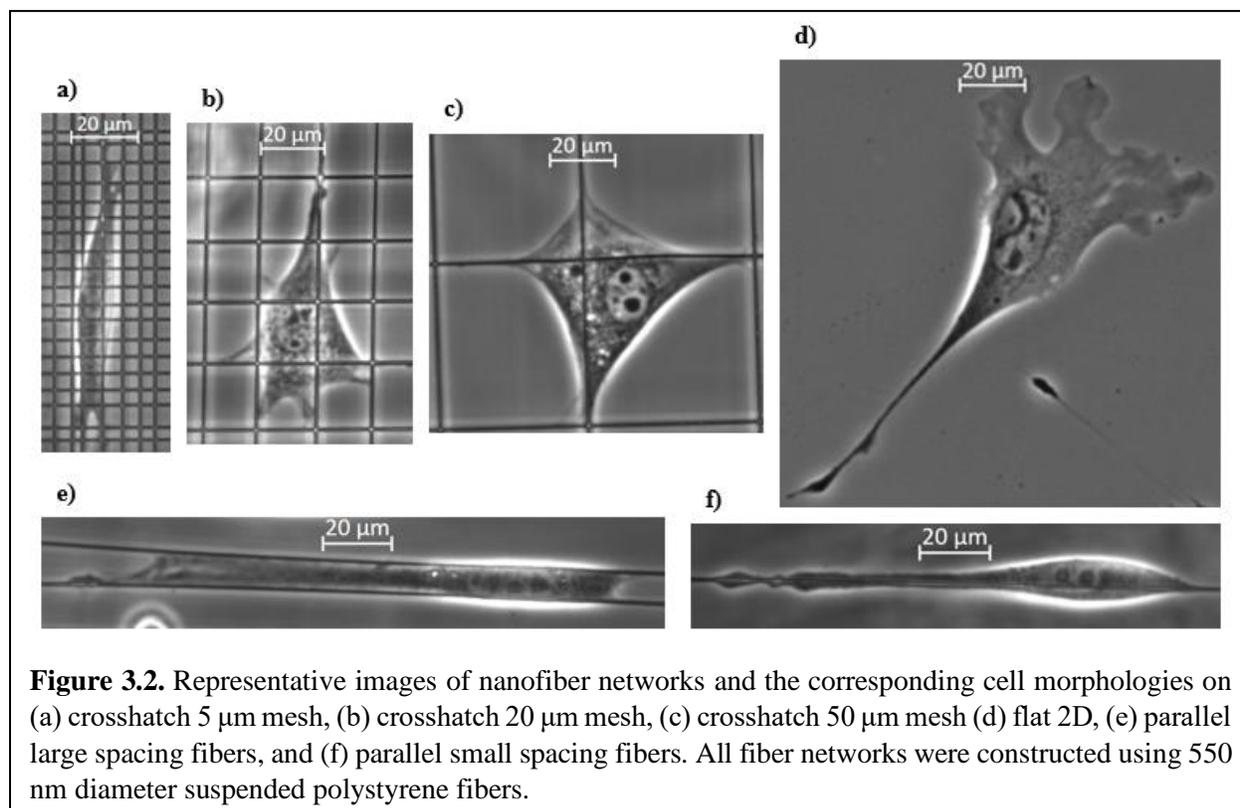 a)
20 µm
b)
20 µm
c)
20 µm
d)
20 µm
e)
20 µm
f)
20 µm
Figure 3.2. Representative images of nanofiber networks and the corresponding cell morphologies on
(a) crosshatch 5 µm mesh, (b) crosshatch 20 µm mesh, (c) crosshatch 50 µm mesh (d) flat 2D, (e) parallel
large spacing fibers, and (f) parallel small spacing fibers. All fiber networks were constructed using 550
nm diameter suspended polystyrene fibers.